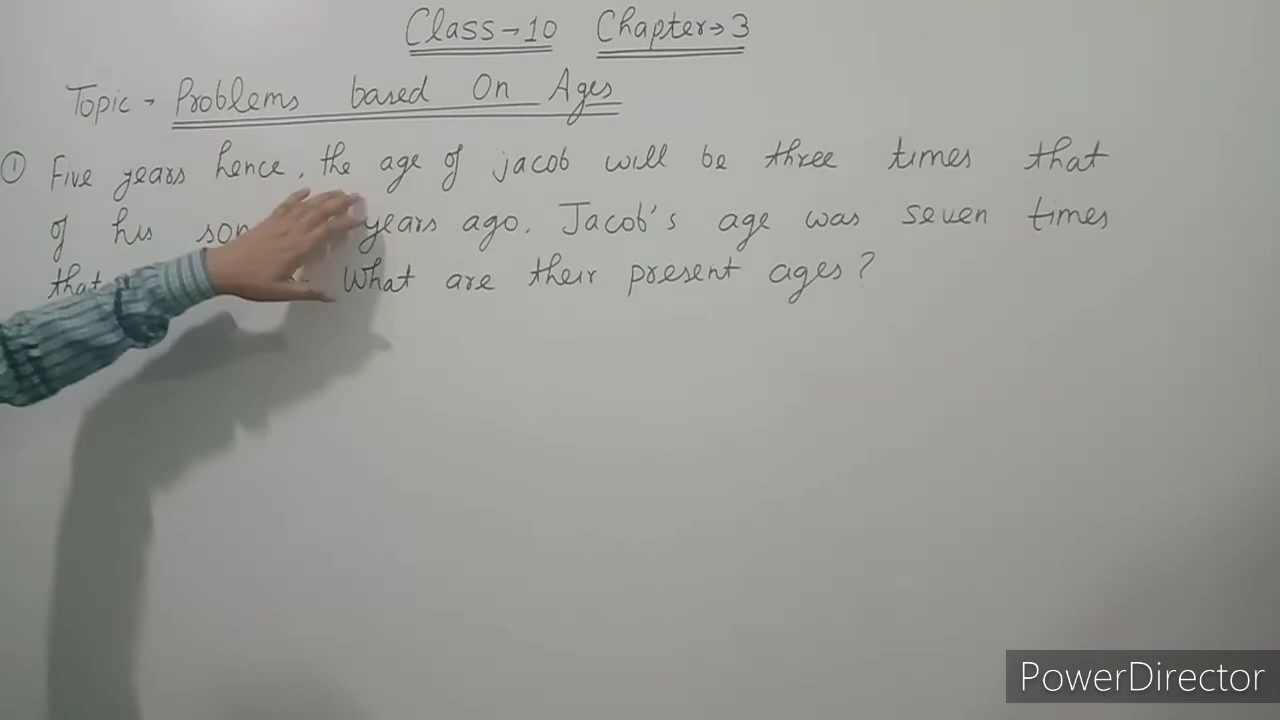 Class → 10 Chapter → 3
Topic - Problems based On Ages
① Five years hence, the age of jacob will be three times that
of his son years ago, Jacob's age was seven times
that What are their present ages?
PowerDirector